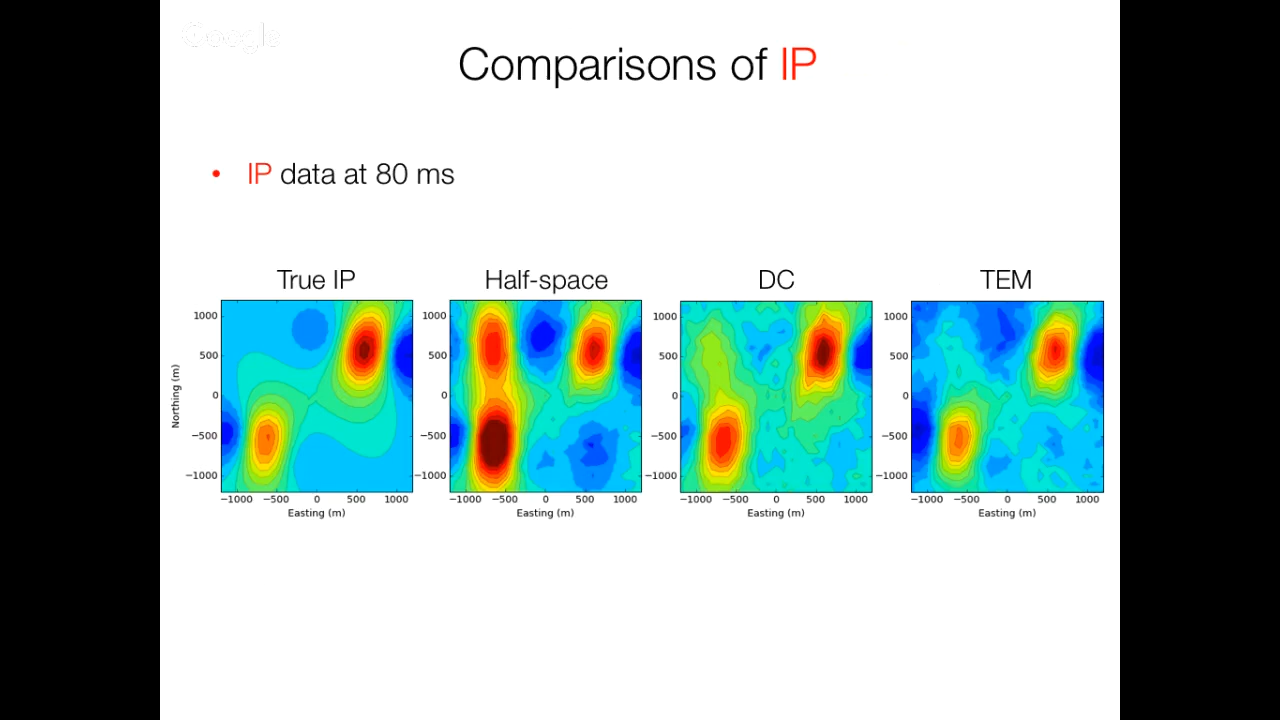 Google
Comparisons of IP
• IP data at 80 ms
True IP
Half-space
DC
TEM
Northing (m)
1000
500
0
−500
−1000
−1000 −500 0 500 1000
Easting (m)
1000
500
0
−500
−1000
−1000 −500 0 500 1000
Easting (m)
1000
500
0
−500
−1000
−1000 −500 0 500 1000
Easting (m)
1000
500
0
−500
−1000
−1000 −500 0 500 1000
Easting (m)